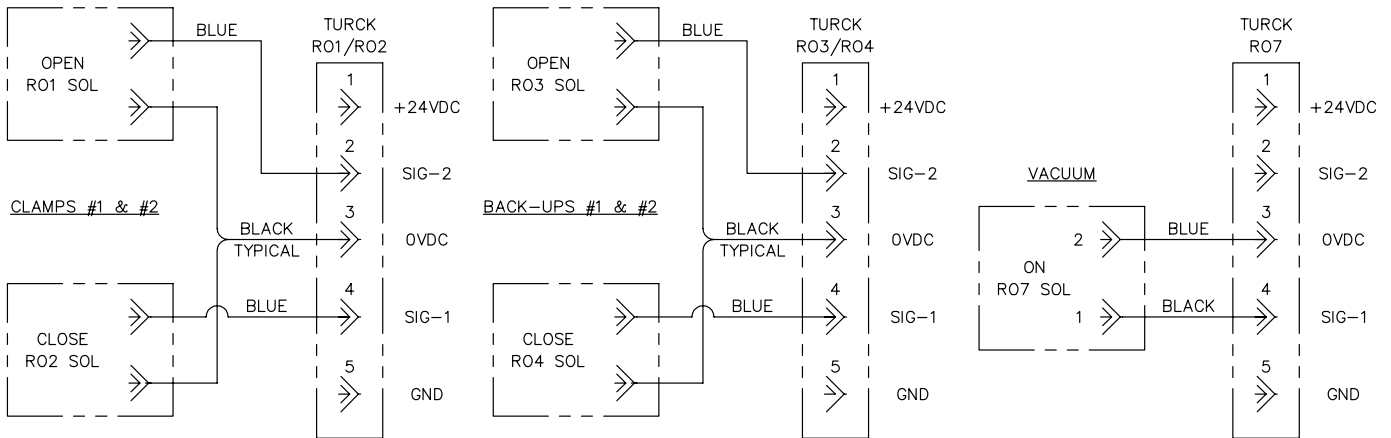 OPEN
RO1 SOL
BLUE
CLAMPS #1 & #2
BLACK
TYPICAL
CLOSE
RO2 SOL
BLUE
TURCK
RO1/RO2
1
+24VDC
2
SIG-2
3
0VDC
4
SIG-1
5
GND
OPEN
RO3 SOL
BLUE
BACK-UPS #1 & #2
BLACK
TYPICAL
CLOSE
RO4 SOL
BLUE
TURCK
RO3/RO4
1
+24VDC
2
SIG-2
3
0VDC
4
SIG-1
5
GND
VACUUM
ON
RO7 SOL
2
BLUE
1
BLACK
TURCK
RO7
1
+24VDC
2
SIG-2
3
0VDC
4
SIG-1
5
GND